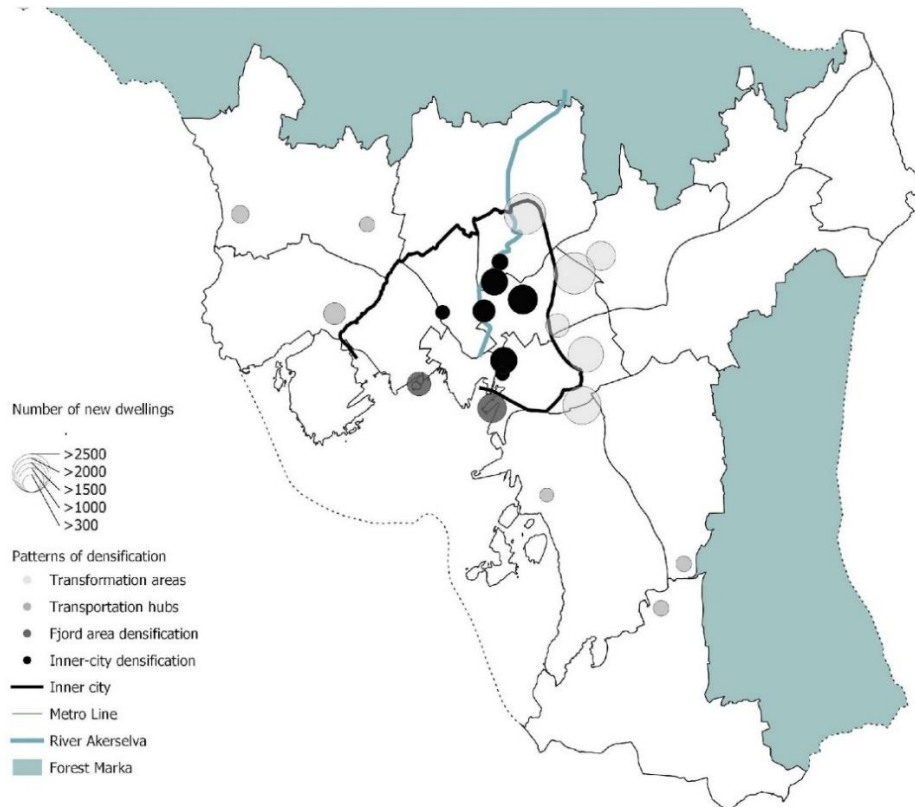 Number of new dwellings
>2500
>2000
>1500
>1000
>300
Patterns of densification
Transformation areas
Transportation hubs
Fjord area densification
Inner-city densification
Inner city
Metro Line
River Akerselva
Forest Marka